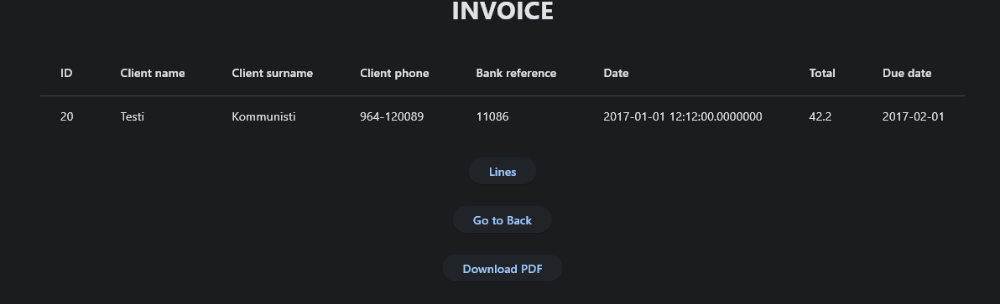 INVOICE
ID Client name Client surname Client phone Bank reference Date Total Due date
20 Testi Kommunisti 964-120089 11086 2017-01-01 12:12:00.0000000 42.2 2017-02-01
Lines
Go to Back
Download PDF